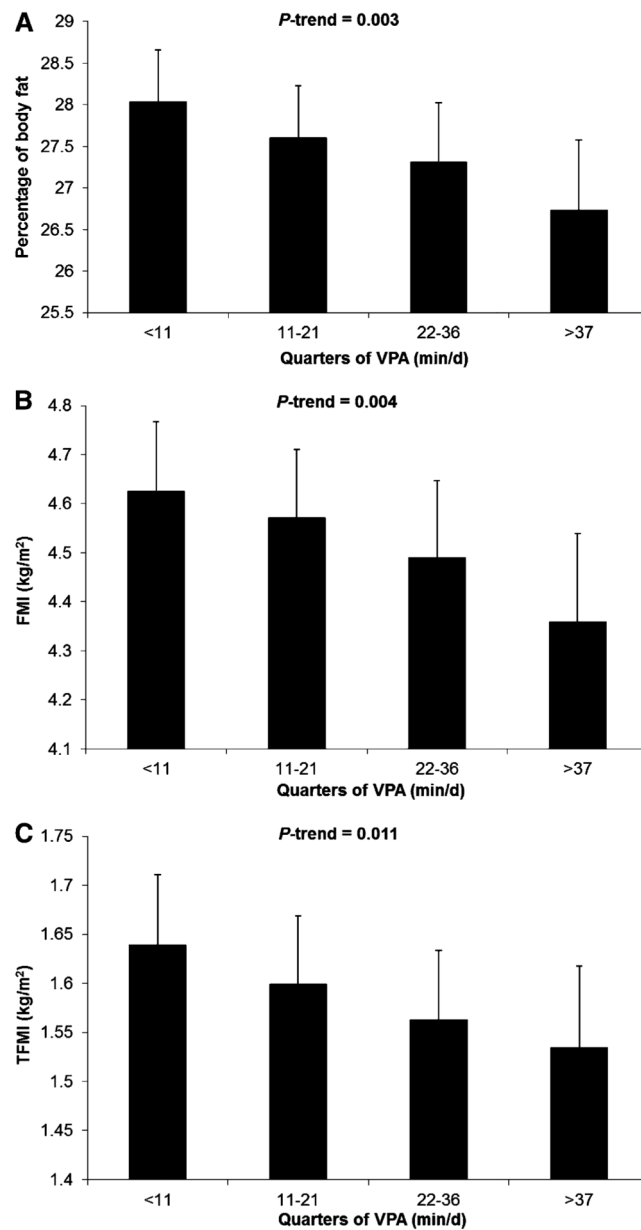 A
P-trend = 0.003
29
28.5
28
27.5
27
26.5
26
25.5
Percentage of body fat
<11 11-21 22-36 >37
Quarters of VPA (min/d)
B
P-trend = 0.004
4.8
4.7
4.6
4.5
4.4
4.3
4.2
4.1
FMI (kg/m²)
<11 11-21 22-36 >37
Quarters of VPA (min/d)
C
P-trend = 0.011
1.75
1.7
1.65
1.6
1.55
1.5
1.45
1.4
TFMI (kg/m²)
<11 11-21 22-36 >37
Quarters of VPA (min/d)